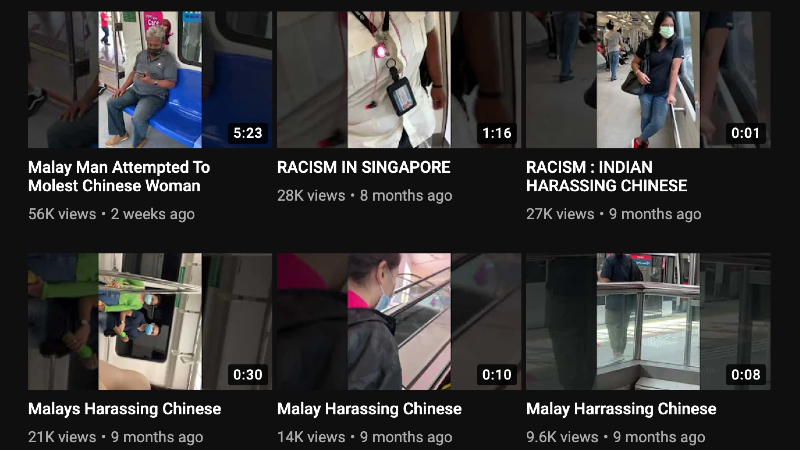 Care
5:23
1:16
0:01
Malay Man Attempted To
Molest Chinese Woman
56K views • 2 weeks ago
RACISM IN SINGAPORE
28K views • 8 months ago
RACISM : INDIAN
HARASSING CHINESE
27K views • 9 months ago
0:30
0:10
0:08
Malays Harassing Chinese
21K views • 9 months ago
Malay Harassing Chinese
14K views • 9 months ago
Malay Harrassing Chinese
9.6K views • 9 months ago